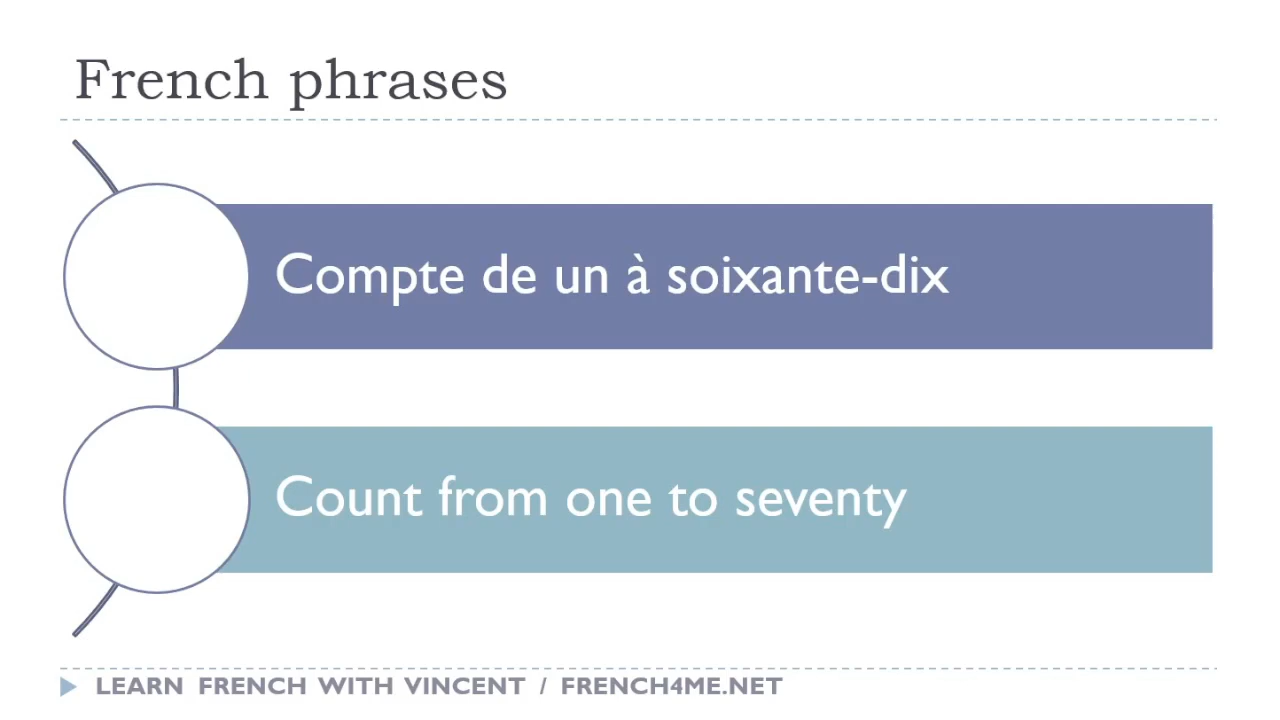 French phrases
Compte de un à soixante-dix
Count from one to seventy
LEARN FRENCH WITH VINCENT / FRENCH4ME.NET